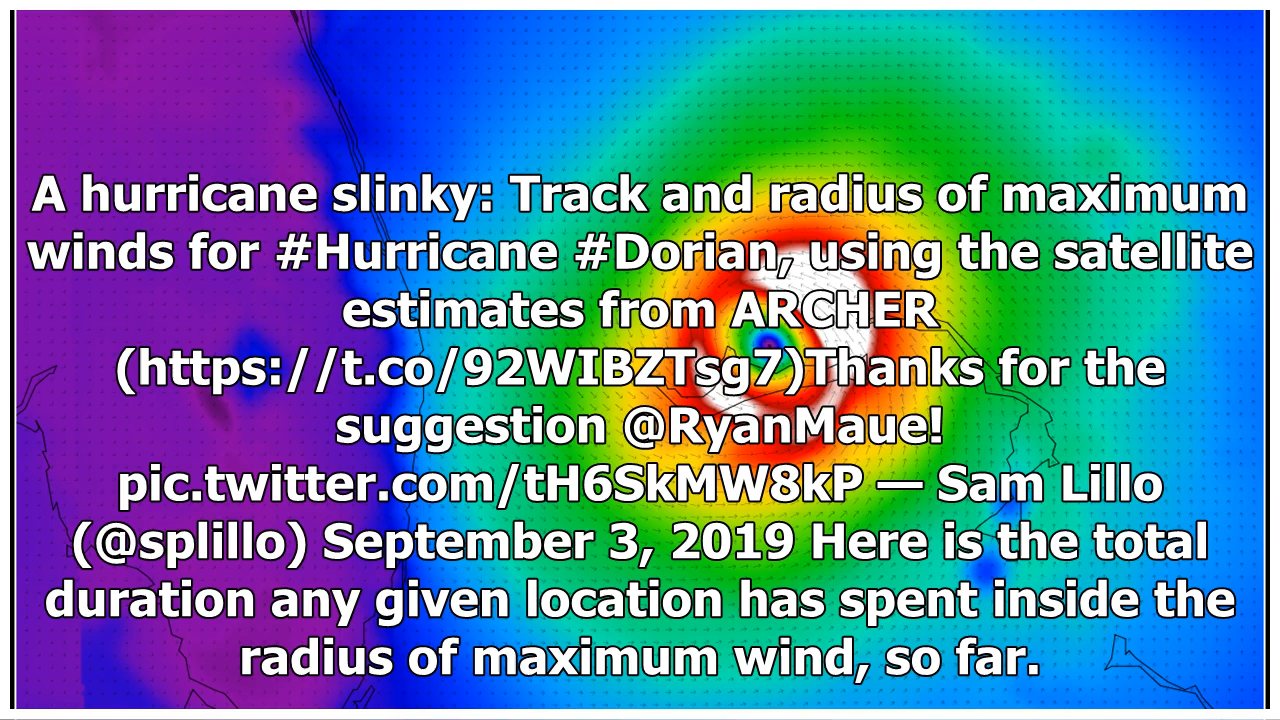 A hurricane slinky: Track and radius of maximum
winds for #Hurricane #Dorian, using the satellite
estimates from ARCHER
(https://t.co/92WIBZTsg7)Thanks for the
suggestion @RyanMaue!
pic.twitter.com/tH6SkMW8kP — Sam Lillo
(@splillo) September 3, 2019 Here is the total
duration any given location has spent inside the
radius of maximum wind, so far.